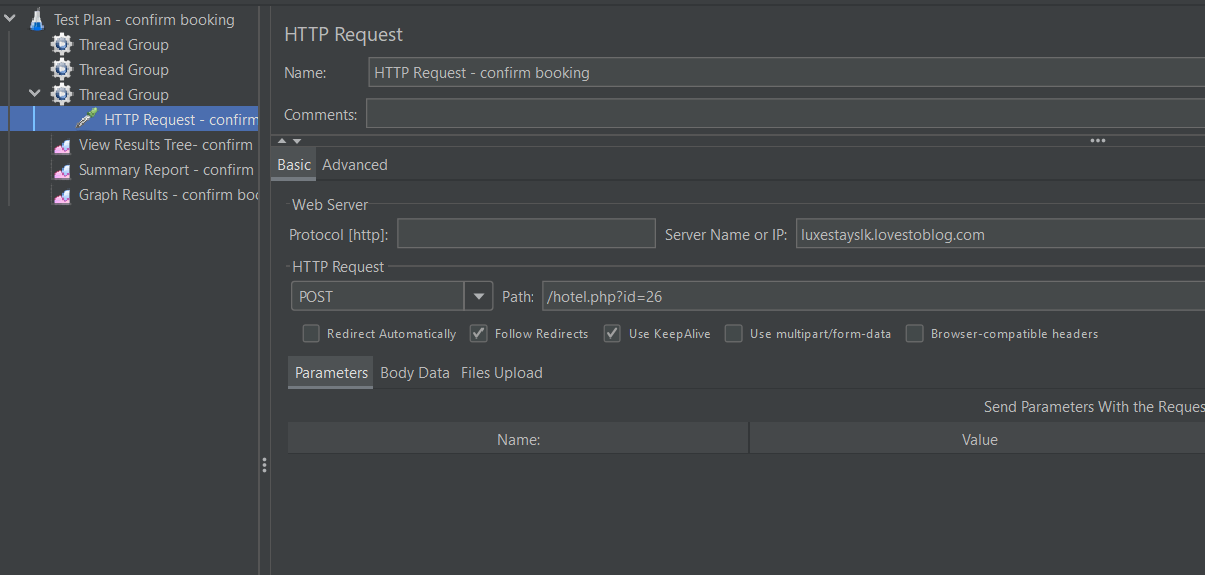 Test Plan - confirm booking
Thread Group
Thread Group
Thread Group
HTTP Request - confirm
View Results Tree- confirm
Summary Report - confirm
Graph Results - confirm boo
HTTP Request
Name: HTTP Request - confirm booking
Comments:
Basic Advanced
Web Server
Protocol [http]: Server Name or IP: luxestayslk.lovestoblog.com
HTTP Request
POST Path: /hotel.php?id=26
Redirect Automatically Follow Redirects Use KeepAlive Use multipart/form-data Browser-compatible headers
Parameters Body Data Files Upload
Send Parameters With the Reques
Name: Value